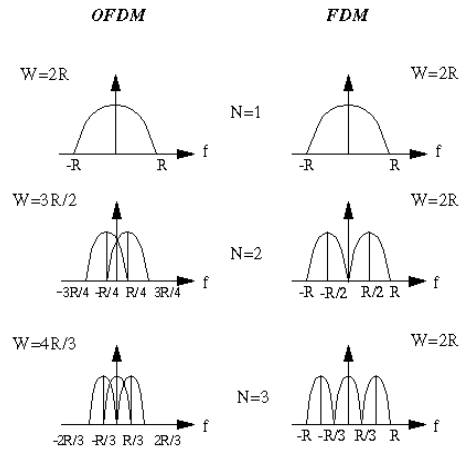 OFDM FDM
W=2R W=2R
N=1
f f
-R R -R R
W=3R/2 W=2R
N=2
f f
-3R/4 -R/4 R/4 3R/4 -R -R/2 R/2 R
W=4R/3 W=2R
N=3
f f
-2R/3 -R/3 R/3 2R/3 -R -R/3 R/3 R